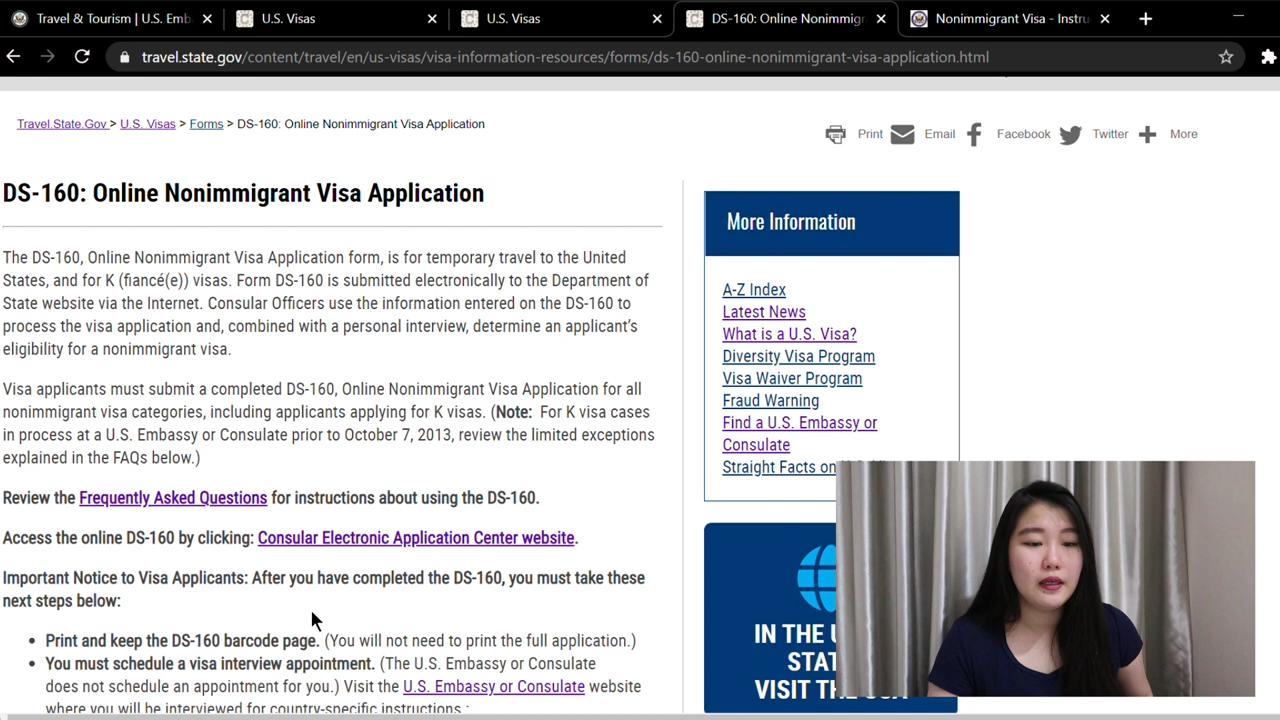 Travel & Tourism | U.S. Emb
U.S. Visas
U.S. Visas
DS-160: Online Nonimmigr
Nonimmigrant Visa - Instru
travel.state.gov/content/travel/en/us-visas/visa-information-resources/forms/ds-160-online-nonimmigrant-visa-application.html
Travel.State.Gov > U.S. Visas > Forms > DS-160: Online Nonimmigrant Visa Application
Print Email Facebook Twitter More
DS-160: Online Nonimmigrant Visa Application
The DS-160, Online Nonimmigrant Visa Application form, is for temporary travel to the United
States, and for K (fiancé(e)) visas. Form DS-160 is submitted electronically to the Department of
State website via the Internet. Consular Officers use the information entered on the DS-160 to
process the visa application and, combined with a personal interview, determine an applicant's
eligibility for a nonimmigrant visa.
Visa applicants must submit a completed DS-160, Online Nonimmigrant Visa Application for all
nonimmigrant visa categories, including applicants applying for K visas. (Note: For K visa cases
in process at a U.S. Embassy or Consulate prior to October 7, 2013, review the limited exceptions
explained in the FAQs below.)
Review the Frequently Asked Questions for instructions about using the DS-160.
Access the online DS-160 by clicking: Consular Electronic Application Center website.
Important Notice to Visa Applicants: After you have completed the DS-160, you must take these
next steps below:
• Print and keep the DS-160 barcode page. (You will not need to print the full application.)
• You must schedule a visa interview appointment. (The U.S. Embassy or Consulate
does not schedule an appointment for you.) Visit the U.S. Embassy or Consulate website
where you will be interviewed for country-specific instructions.
More Information
A-Z Index
Latest News
What is a U.S. Visa?
Diversity Visa Program
Visa Waiver Program
Fraud Warning
Find a U.S. Embassy or
Consulate
Straight Facts on
IN THE U
STAT
VISIT TH